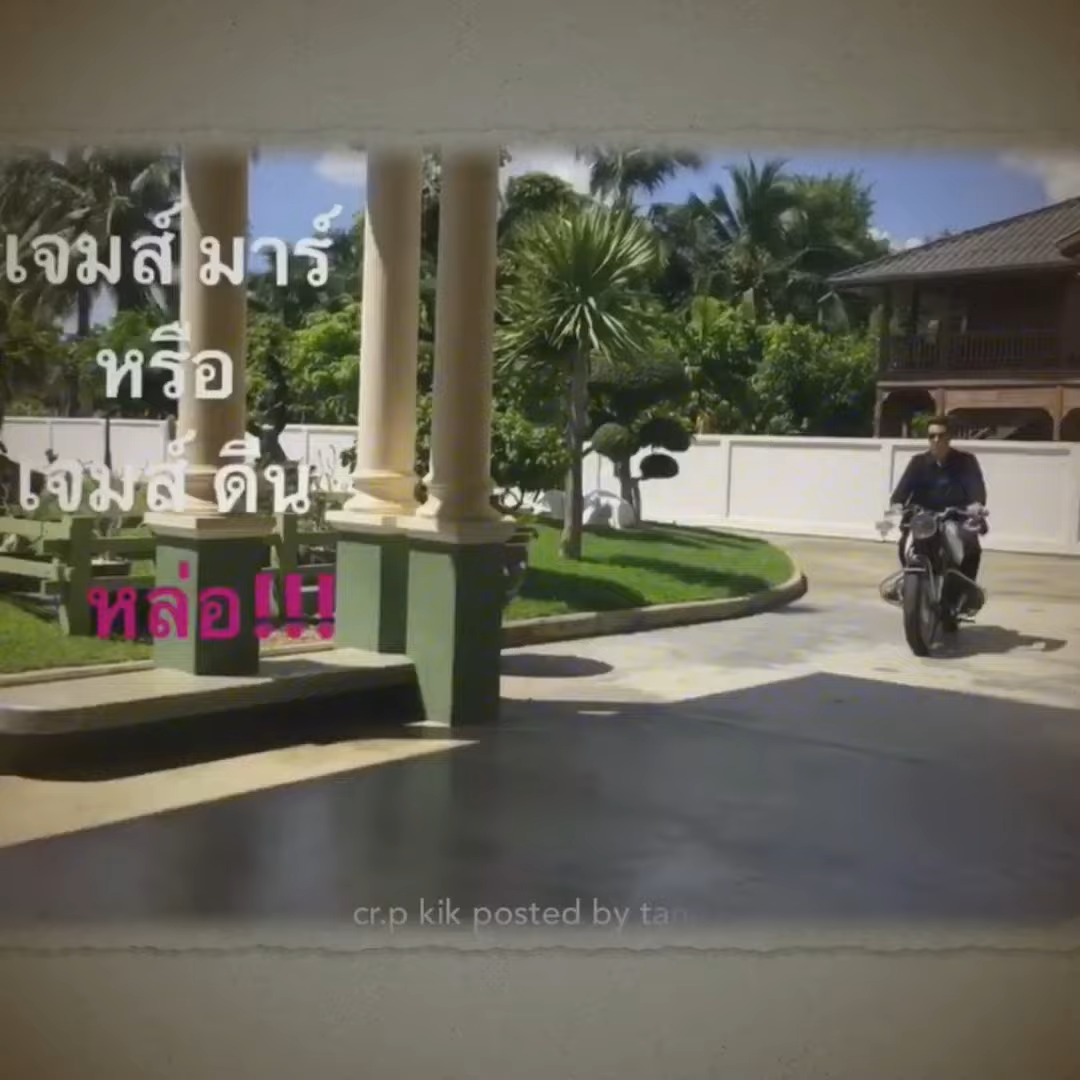 เจมส์ มาร์
หรือ
เจมส์ ดีน
หล่อ!!!
cr.p kik posted by